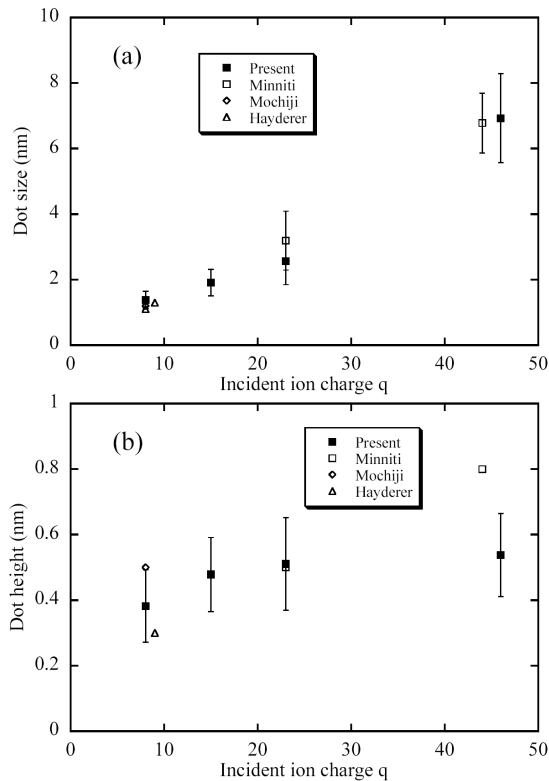 10
(a)
Present
Minniti
Mochiji
Hayderer
8
6
4
2
0
Dot size (nm)
0 10 20 30 40 50
Incident ion charge q
1
(b)
Present
Minniti
Mochiji
Hayderer
0.8
0.6
0.4
0.2
0
Dot height (nm)
0 10 20 30 40 50
Incident ion charge q